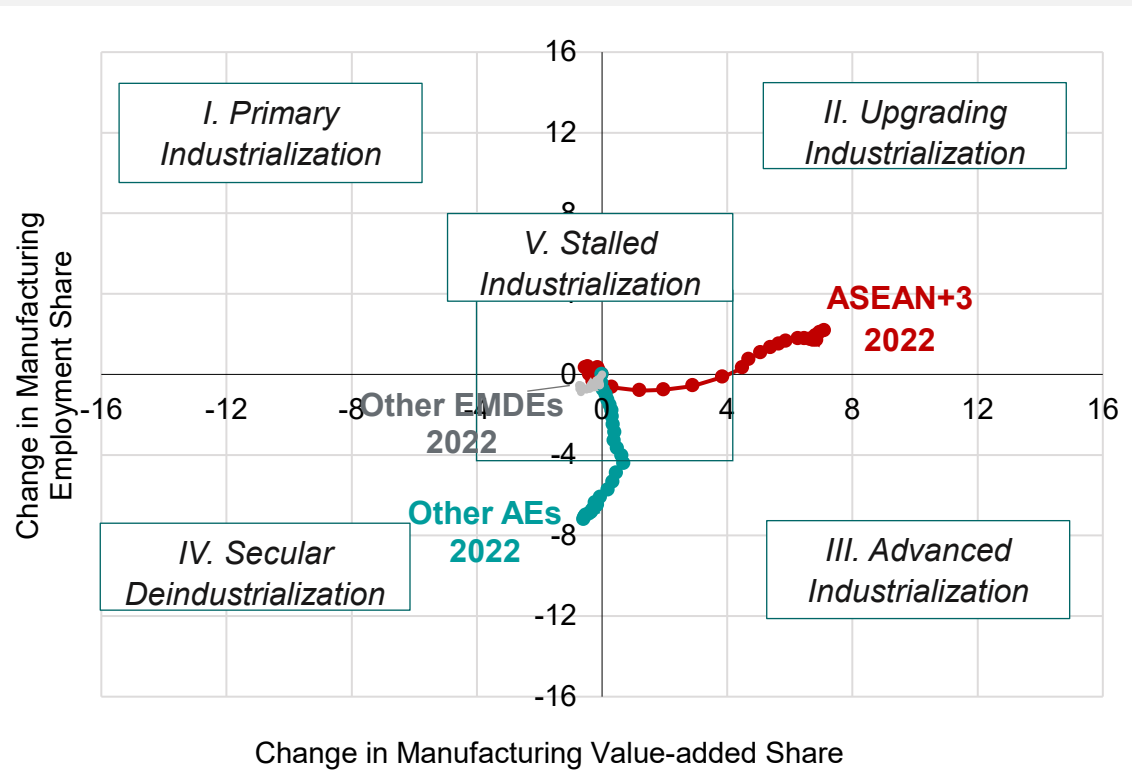 16
I. Primary
Industrialization
II. Upgrading
Industrialization
12
8
V. Stalled
Industrialization
ASEAN+3
2022
Change in Manufacturing
Employment Share
0
-16
-12
-8
-4
0
4
8
12
16
Other EMDEs
2022
-4
Other AEs
2022
-8
IV. Secular
Deindustrialization
III. Advanced
Industrialization
-12
-16
Change in Manufacturing Value-added Share